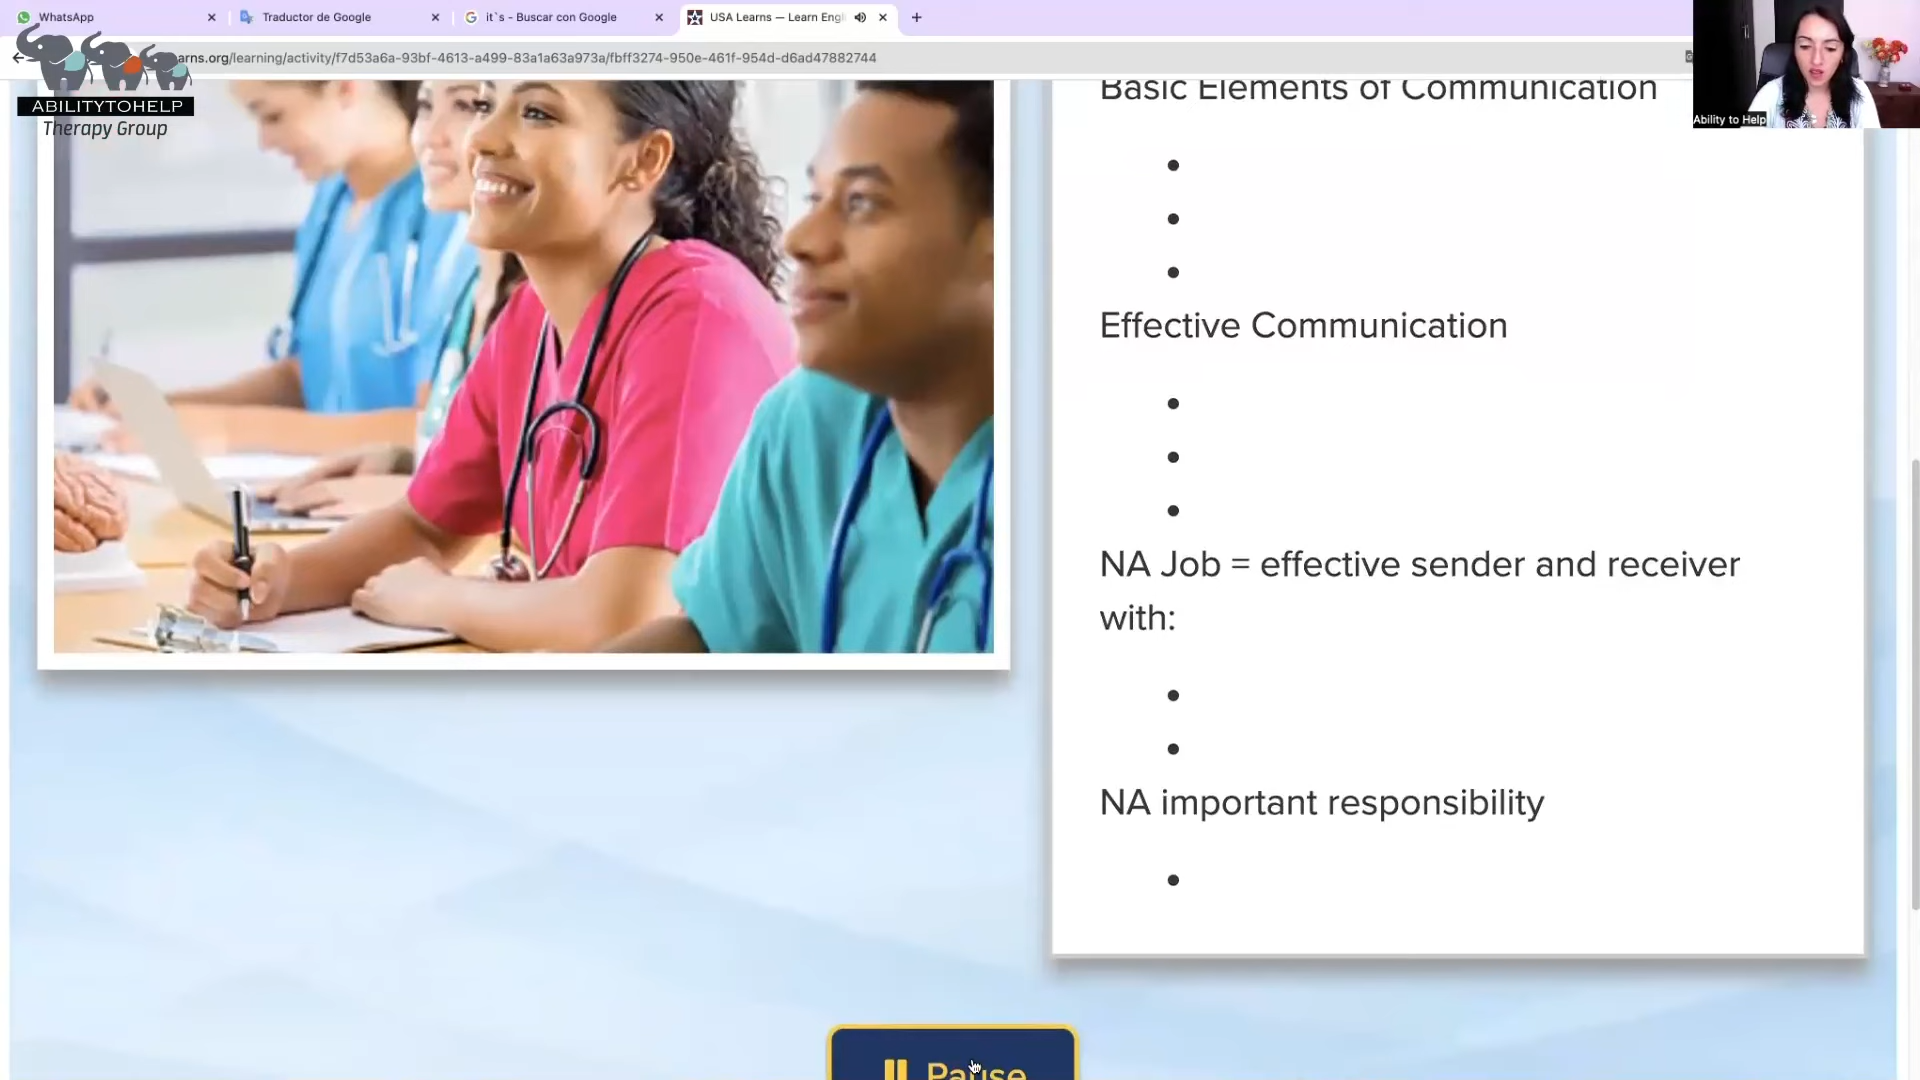 WhatsApp
Traductor de Google
it`s - Buscar con Google
USA Learns — Learn Engl
arns.org/learning/activity/f7d53a6a-93bf-4613-a499-83a1a63a973a/fbff3274-950e-461f-954d-d6ad47882744
ABILITYTOHELP
Therapy Group
Ability to Help
Basic Elements of Communication
•
•
•
Effective Communication
•
•
•
NA Job = effective sender and receiver
with:
•
•
NA important responsibility
•
Pause